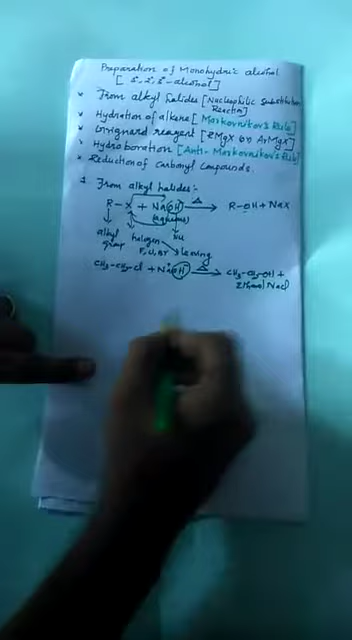 Preparation of Monohydric alcohol
[1°, 2°, 3° - alcohol]
* From alkyl halides [Nucleophilic Substitution Reaction]
* Hydration of alkene [Markovnikov's Rule]
* Grignard reagent [RMgX or ArMgX]
* Hydroboration [Anti-Markovnikov's Rule]
* Reduction of Carbonyl Compounds.
1 From alkyl halides :-
R - X + NaOH → R-OH + NaX
(aqueous)
alkyl group halogen Nu
F, Cl, Br leaving
CH3-CH2-Cl + NaOH → CH3-CH2-OH +
NaCl